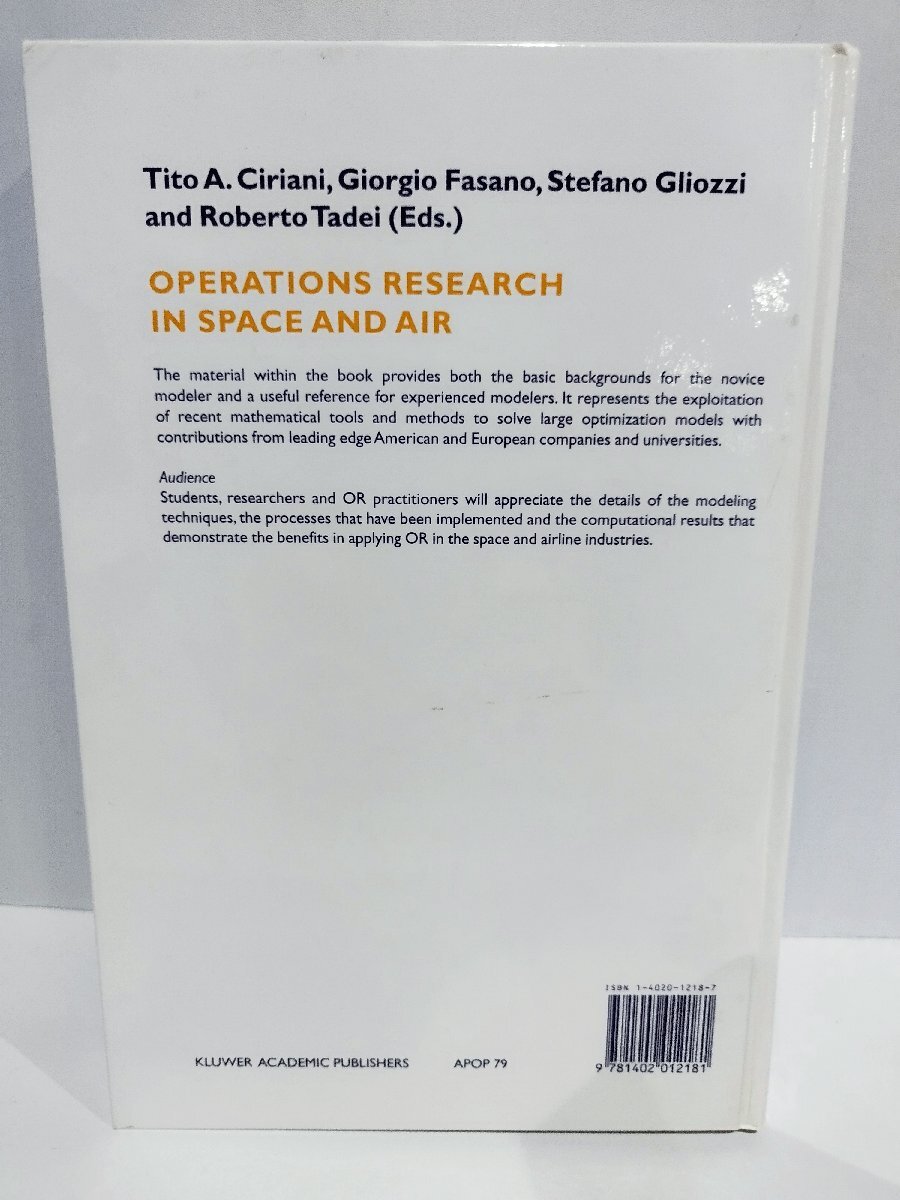 Tito A. Ciriani, Giorgio Fasano, Stefano Gliozzi
and Roberto Tadei (Eds.)
OPERATIONS RESEARCH
IN SPACE AND AIR
The material within the book provides both the basic backgrounds for the novice
modeler and a useful reference for experienced modelers. It represents the exploitation
of recent mathematical tools and methods to solve large optimization models with
contributions from leading edge American and European companies and universities.
Audience
Students, researchers and OR practitioners will appreciate the details of the modeling
techniques, the processes that have been implemented and the computational results that
demonstrate the benefits in applying OR in the space and airline industries.
ISBN 1-4020-1218-7
9 781402 012181
KLUWER ACADEMIC PUBLISHERS APOP 79